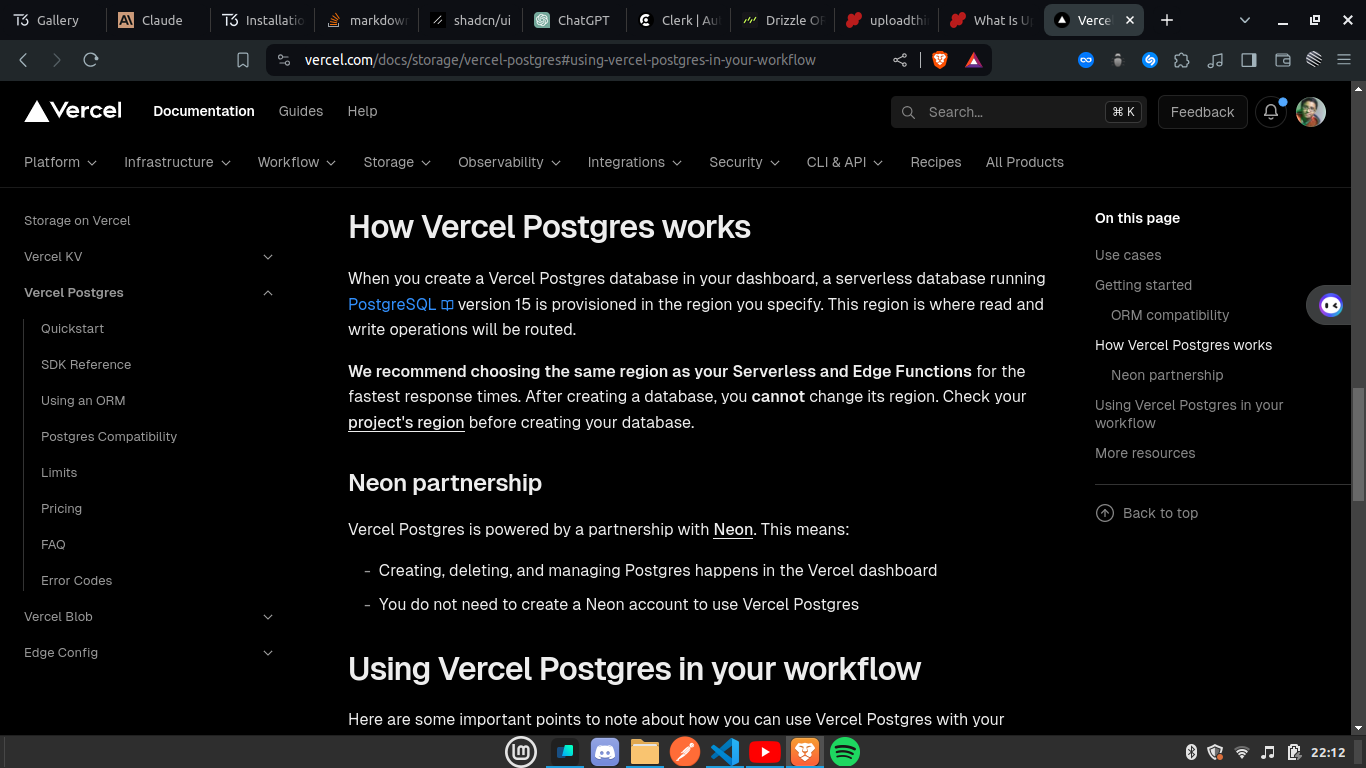 Gallery
Claude
Installatio
markdown
shadcn/ui
ChatGPT
Clerk | Au
Drizzle OR
uploadthi
What Is Up
Verce
vercel.com/docs/storage/vercel-postgres#using-vercel-postgres-in-your-workflow
Vercel
Documentation
Guides
Help
Search...
⌘ K
Feedback
Platform
Infrastructure
Workflow
Storage
Observability
Integrations
Security
CLI & API
Recipes
All Products
Storage on Vercel
Vercel KV
Vercel Postgres
Quickstart
SDK Reference
Using an ORM
Postgres Compatibility
Limits
Pricing
FAQ
Error Codes
Vercel Blob
Edge Config
How Vercel Postgres works
When you create a Vercel Postgres database in your dashboard, a serverless database running
PostgreSQL version 15 is provisioned in the region you specify. This region is where read and
write operations will be routed.
We recommend choosing the same region as your Serverless and Edge Functions for the
fastest response times. After creating a database, you cannot change its region. Check your
project's region before creating your database.
Neon partnership
Vercel Postgres is powered by a partnership with Neon. This means:
- Creating, deleting, and managing Postgres happens in the Vercel dashboard
- You do not need to create a Neon account to use Vercel Postgres
Using Vercel Postgres in your workflow
Here are some important points to note about how you can use Vercel Postgres with your
On this page
Use cases
Getting started
ORM compatibility
How Vercel Postgres works
Neon partnership
Using Vercel Postgres in your
workflow
More resources
Back to top
22:12